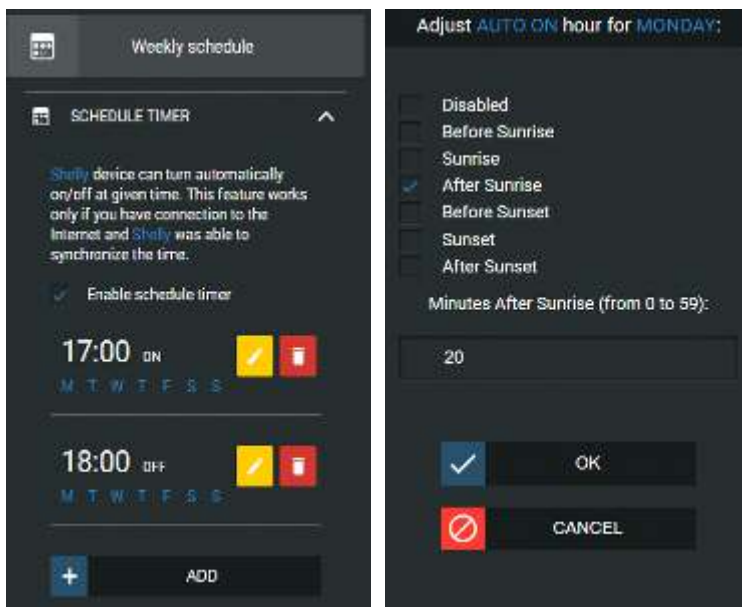 Weekly schedule
SCHEDULE TIMER
Shelly device can turn automatically
on/off at given time. This feature works
only if you have connection to the
Internet and Shelly was able to
synchronize the time.
Enable schedule timer
17:00 ON
M T W T F S S
18:00 OFF
M T W T F S S
+ ADD
Adjust AUTO ON hour for MONDAY:
Disabled
Before Sunrise
Sunrise
After Sunrise
Before Sunset
Sunset
After Sunset
Minutes After Sunrise (from 0 to 59):
20
OK
CANCEL